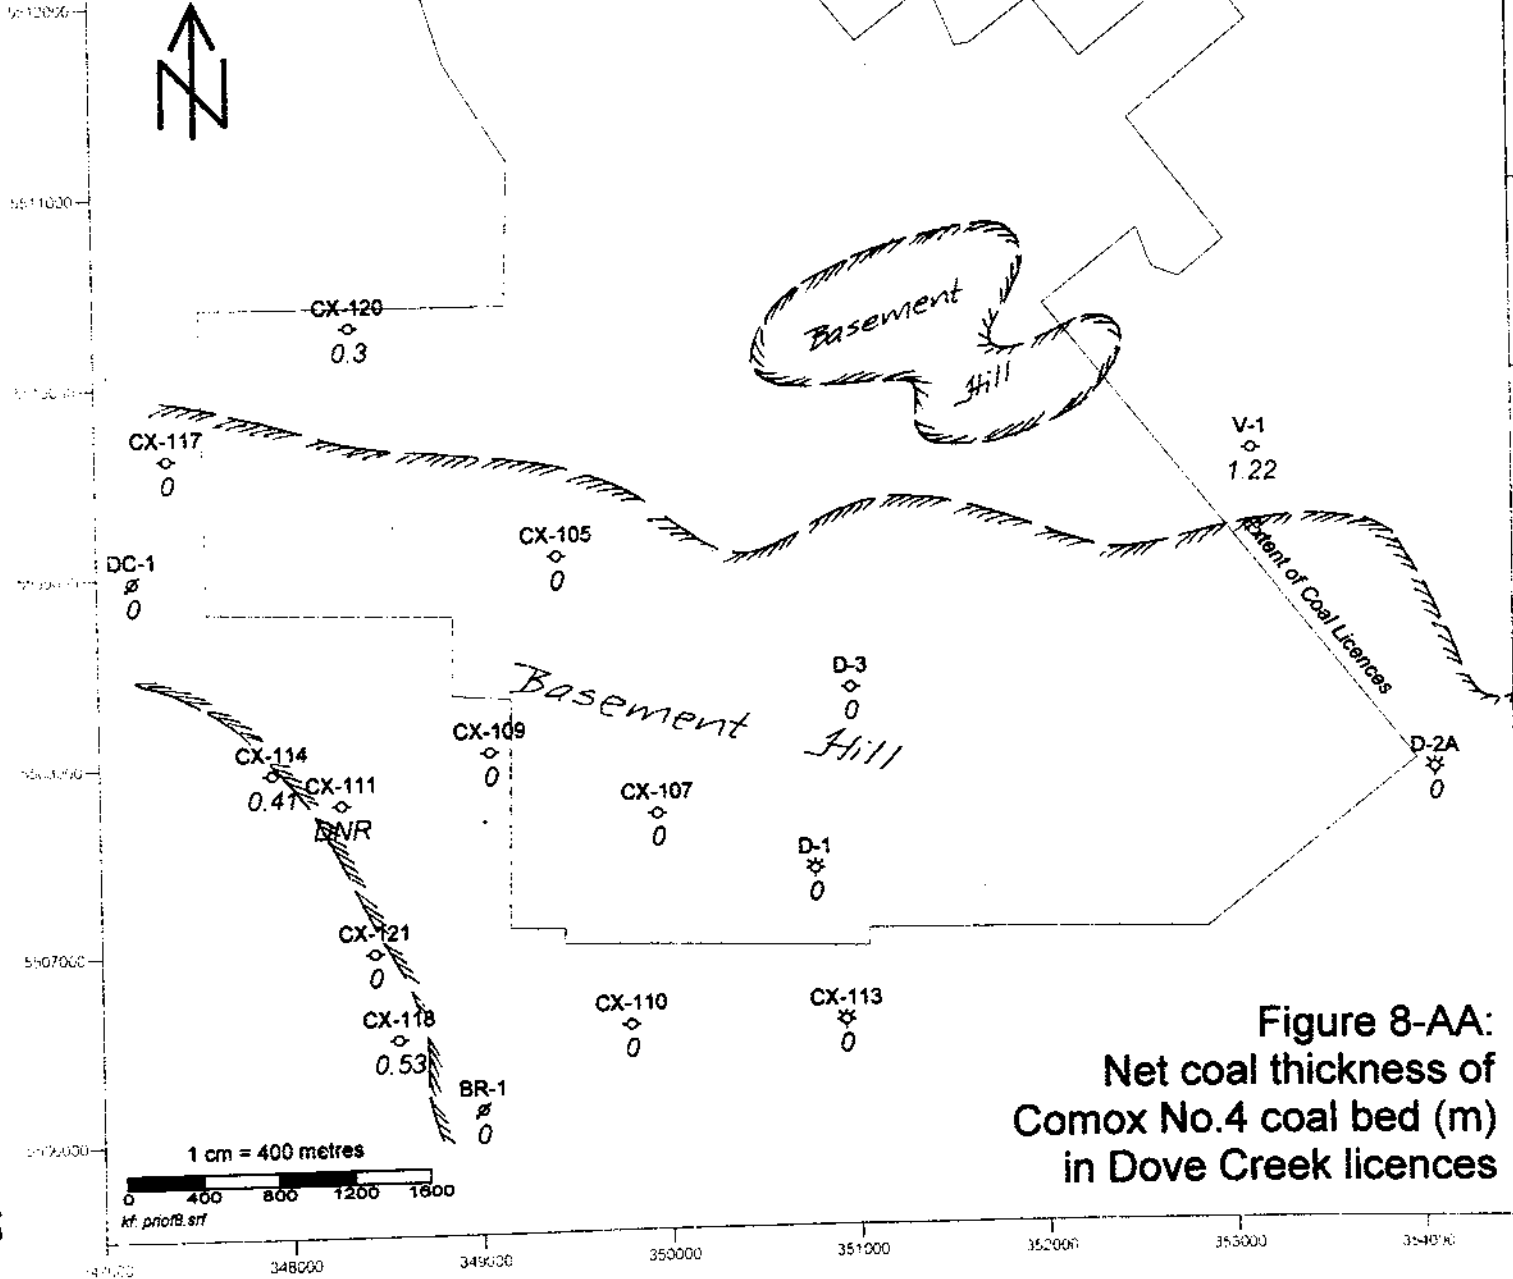 N
5511000
CX-120
0.3
Basement
Hill
CX-117
0
V-1
1.22
CX-105
0
DC-1
0
Extent of Coal Licences
Basement
Hill
D-3
0
CX-109
0
D-2A
0
CX-114
0.41
CX-111
DNR
CX-107
0
D-1
0
CX-121
0
5507000
CX-110
0
CX-113
0
CX-118
0.53
BR-1
0
Figure 8-AA:
Net coal thickness of
Comox No.4 coal bed (m)
in Dove Creek licences
1 cm = 400 metres
0 400 800 1200 1600
kf: priof8.srf
348000 349000 350000 351000 352000 353000 354000